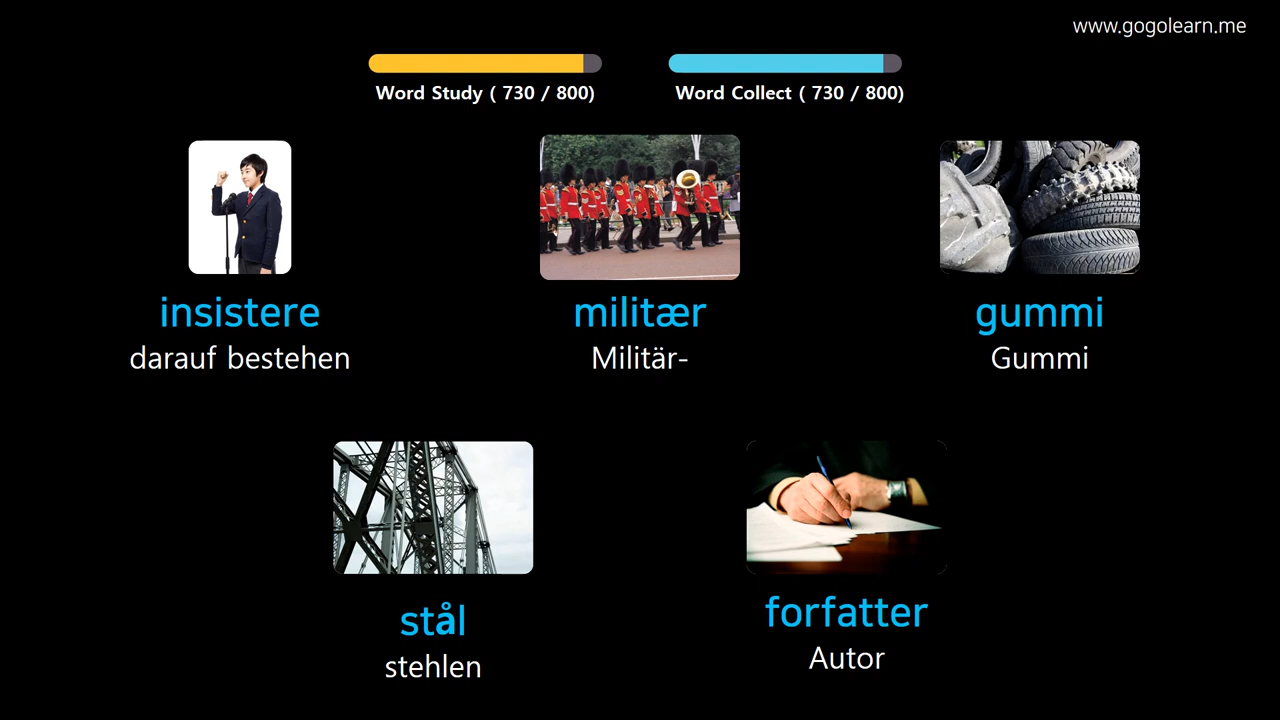 www.gogolearn.me
Word Study ( 730 / 800)
Word Collect ( 730 / 800)
insistere
darauf bestehen
militær
Militär-
gummi
Gummi
stål
stehlen
forfatter
Autor